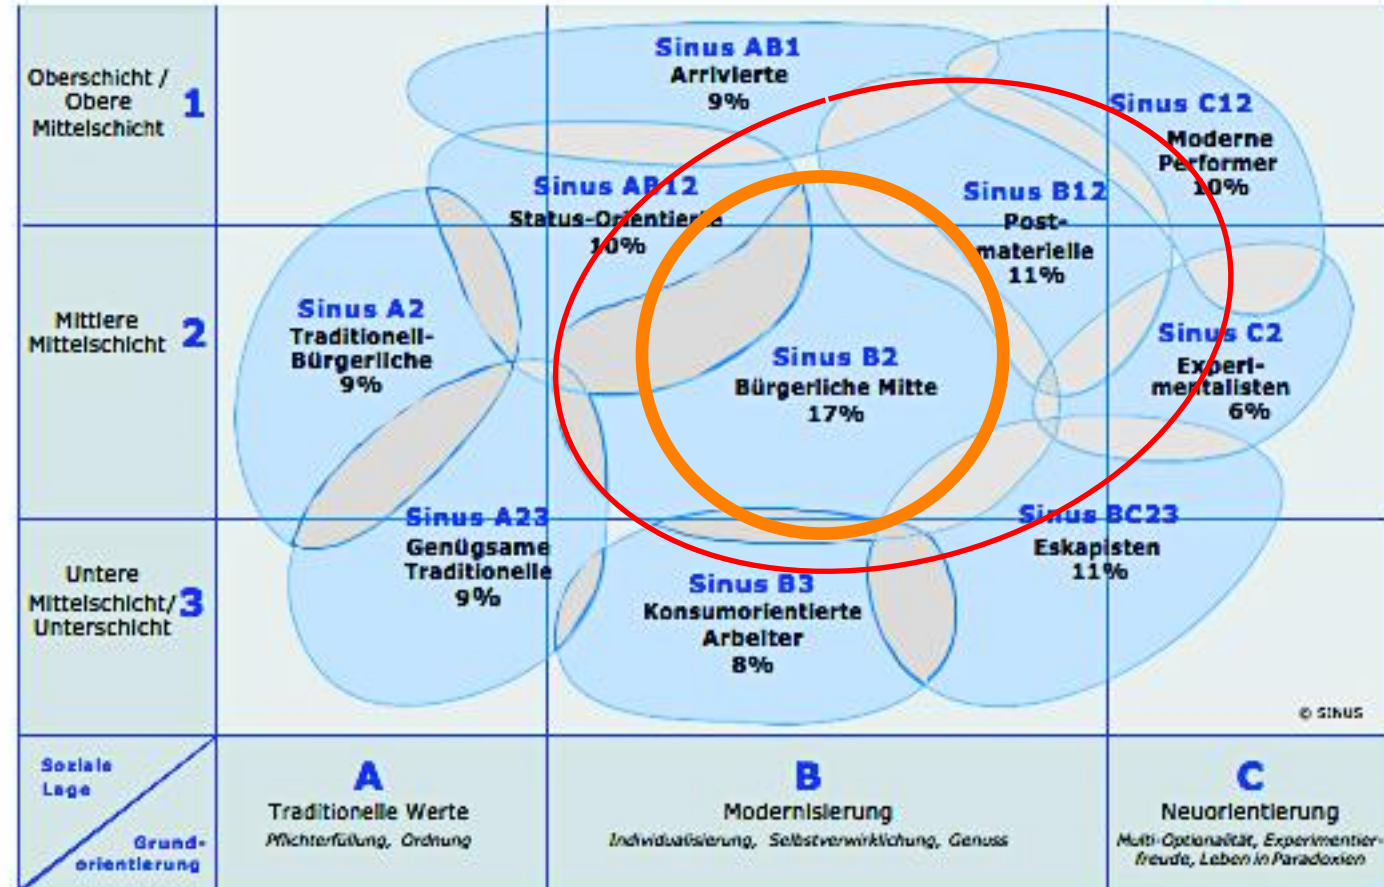 Sinus AB1
Arrivierte
9%
Oberschicht /
Obere
Mittelschicht
1
Sinus C12
Moderne
Performer
10%
Sinus AB12
Status-Orientierte
10%
Sinus B12
Post-
materielle
11%
Sinus A2
Traditionell-
Bürgerliche
9%
Mittlere
Mittelschicht
2
Sinus B2
Bürgerliche Mitte
17%
Sinus C2
Experi-
mentalisten
6%
Sinus A23
Genügsame
Traditionelle
9%
Sinus BC23
Eskapisten
11%
Untere
Mittelschicht/
Unterschicht
3
Sinus B3
Konsumorientierte
Arbeiter
8%
© SINUS
Soziale
Lage
Grund-
orientierung
A
Traditionelle Werte
Pflichterfüllung, Ordnung
B
Modernisierung
Individualisierung, Selbstverwirklichung, Genuss
C
Neuorientierung
Multi-Optionalität, Experimentier-
freude, Leben in Paradoxien